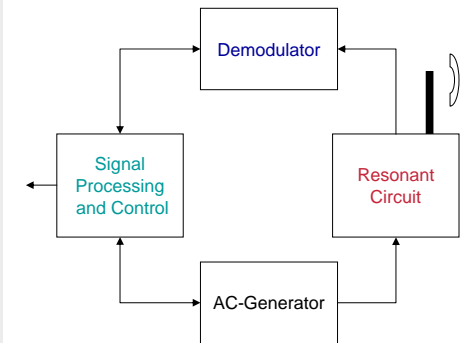 Demodulator
Signal
Processing
and Control
Resonant
Circuit
AC-Generator